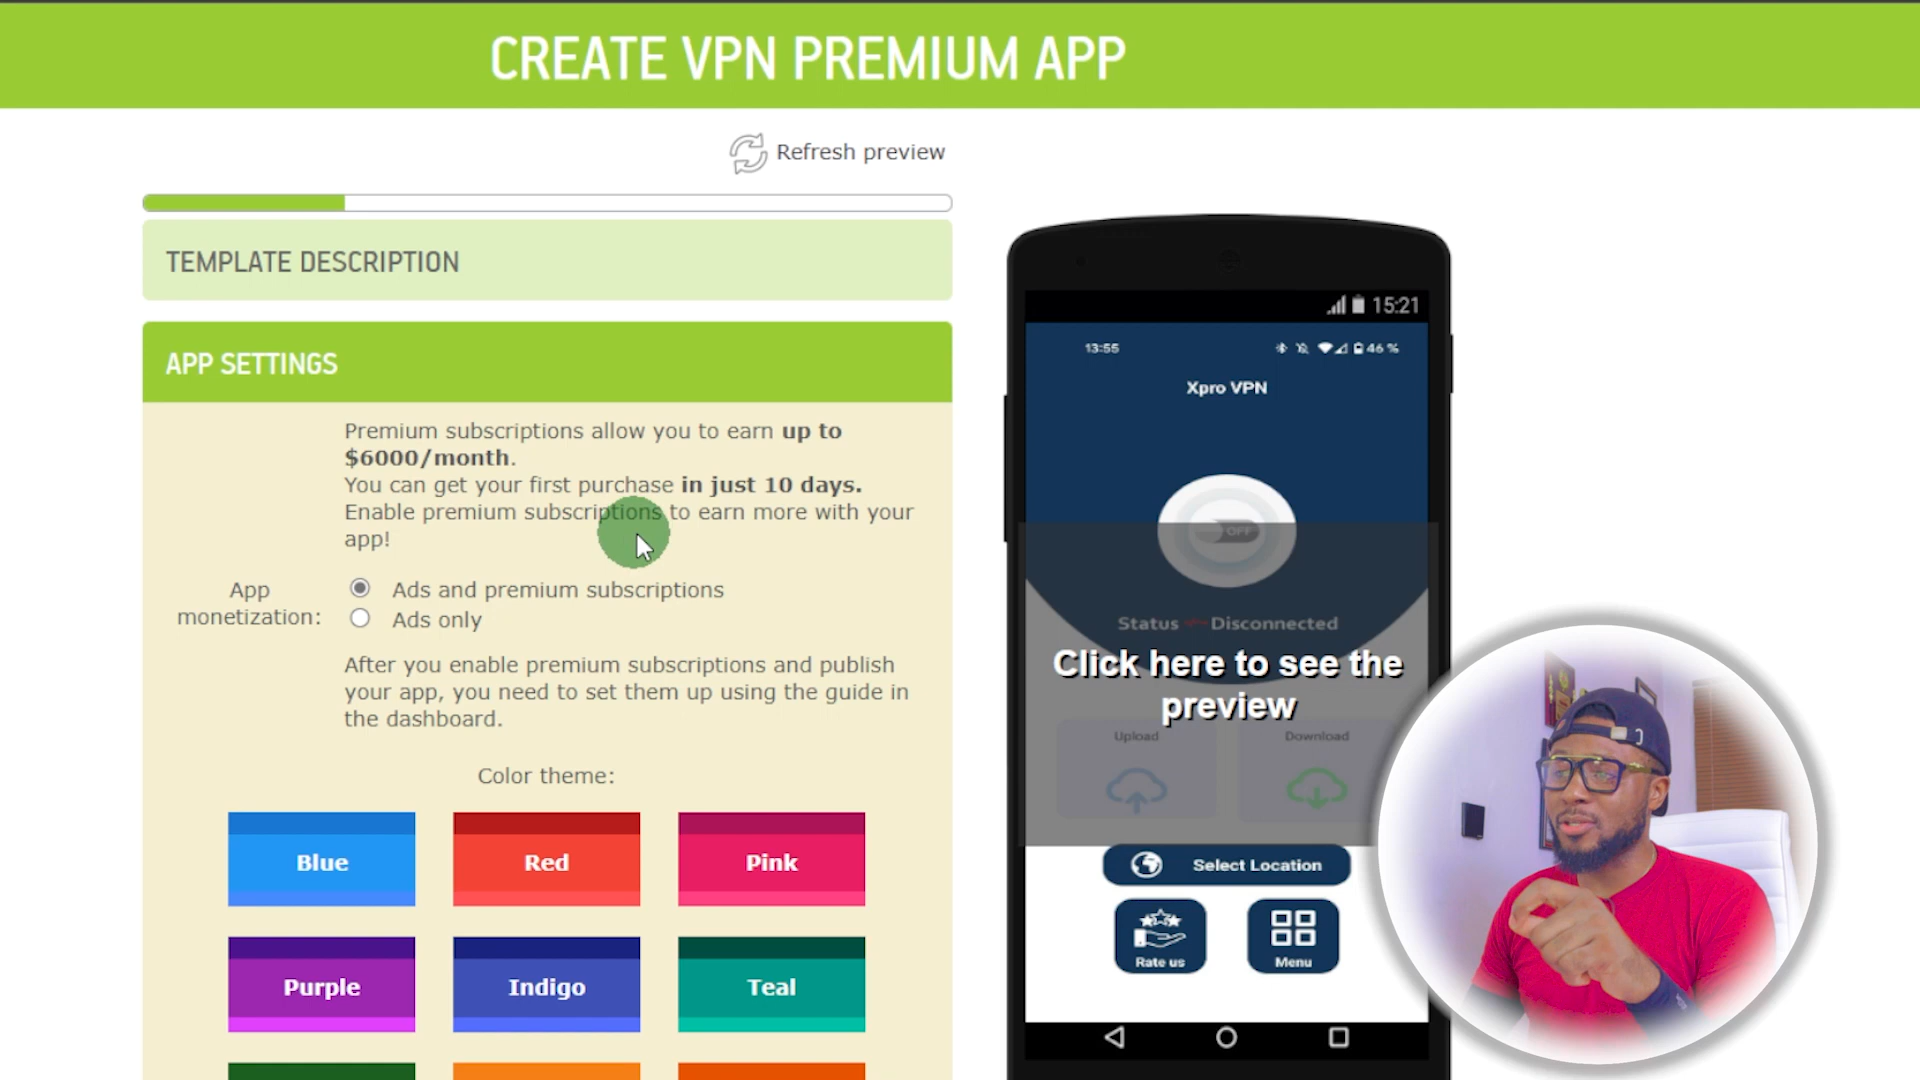 CREATE VPN PREMIUM APP
Refresh preview
TEMPLATE DESCRIPTION
APP SETTINGS
Premium subscriptions allow you to earn up to
$6000/month.
You can get your first purchase in just 10 days.
Enable premium subscriptions to earn more with your
app!
App
monetization:
Ads and premium subscriptions
Ads only
After you enable premium subscriptions and publish
your app, you need to set them up using the guide in
the dashboard.
Color theme:
Blue
Red
Pink
Purple
Indigo
Teal
15:21
13:55
46 %
Xpro VPN
OFF
Status Disconnected
Click here to see the
preview
Upload
Download
Select Location
Rate us
Menu